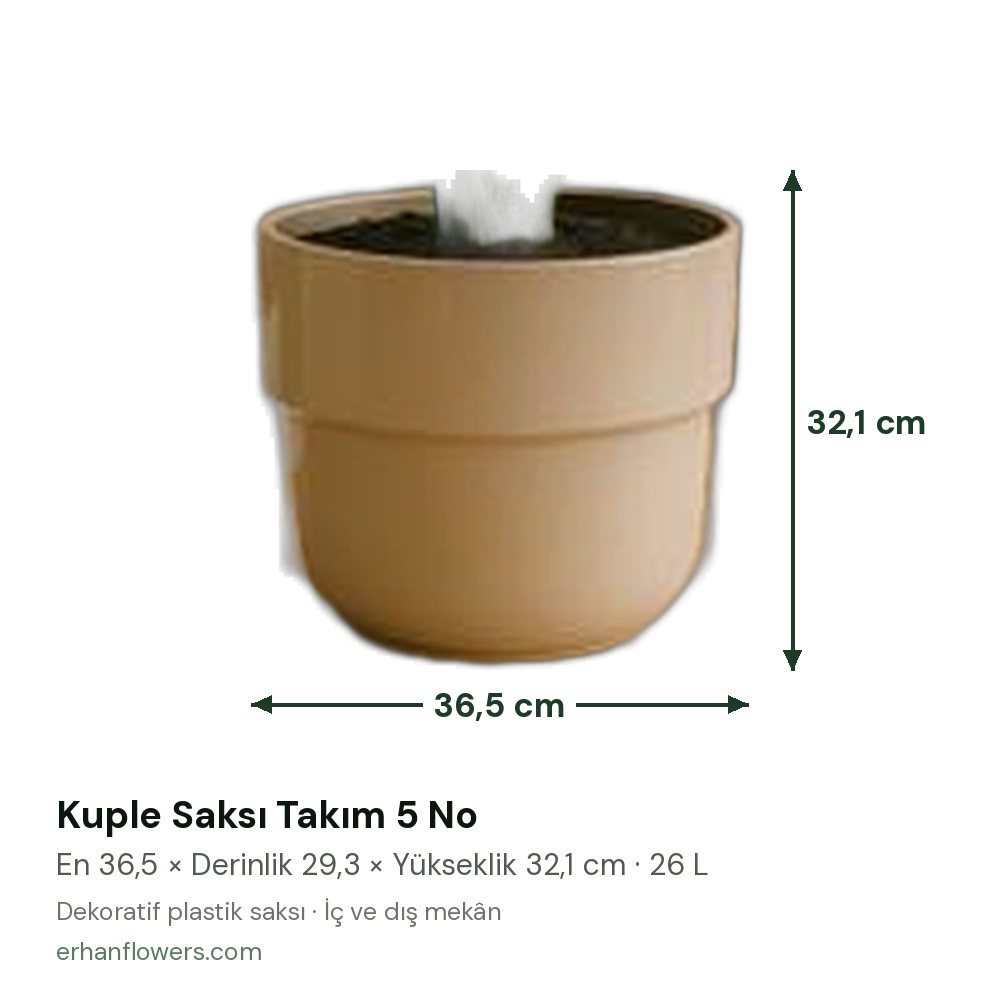 32,1 cm
36,5 cm
Kuple Saksı Takım 5 No
En 36,5 × Derinlik 29,3 × Yükseklik 32,1 cm · 26 L
Dekoratif plastik saksı · İç ve dış mekân
erhanflowers.com